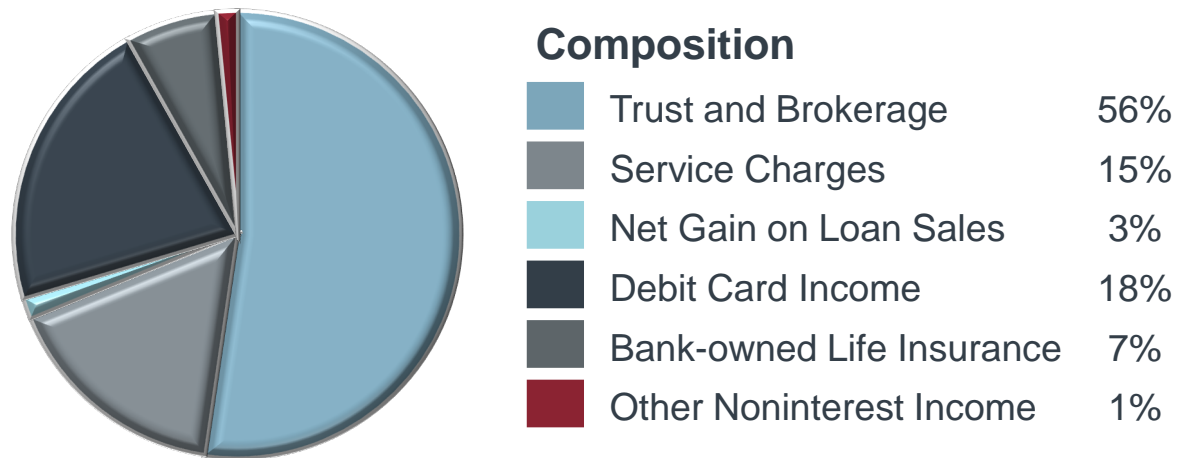 Composition
Trust and Brokerage 56%
Service Charges 15%
Net Gain on Loan Sales 3%
Debit Card Income 18%
Bank-owned Life Insurance 7%
Other Noninterest Income 1%